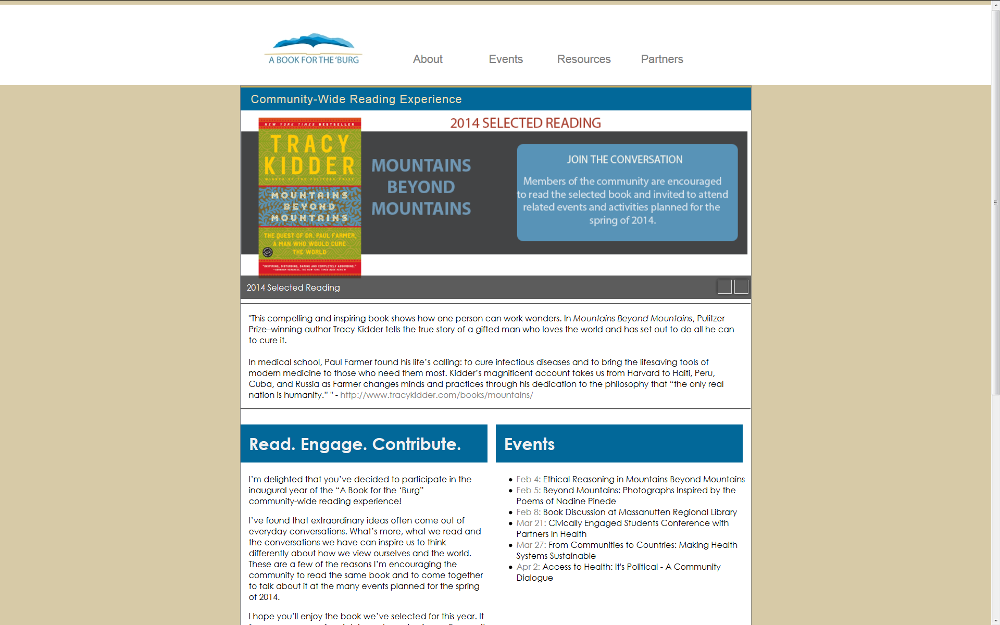 A BOOK FOR THE 'BURG
About
Events
Resources
Partners
Community-Wide Reading Experience
2014 SELECTED READING
NEW YORK TIMES BESTSELLER
TRACY
KIDDER
WINNER OF THE PULITZER PRIZE
MOUNTAINS
BEYOND
MOUNTAINS
THE QUEST OF DR. PAUL FARMER,
A MAN WHO WOULD CURE
THE WORLD
"INSPIRING, DISTURBING, DARING AND COMPLETELY ABSORBING."
—ABRAHAM VERGHESE, THE NEW YORK TIMES BOOK REVIEW
MOUNTAINS
BEYOND
MOUNTAINS
JOIN THE CONVERSATION
Members of the community are encouraged
to read the selected book and invited to attend
related events and activities planned for the
spring of 2014.
2014 Selected Reading
"This compelling and inspiring book shows how one person can work wonders. In Mountains Beyond Mountains, Pulitzer
Prize–winning author Tracy Kidder tells the true story of a gifted man who loves the world and has set out to do all he can
to cure it.
In medical school, Paul Farmer found his life’s calling: to cure infectious diseases and to bring the lifesaving tools of
modern medicine to those who need them most. Kidder’s magnificent account takes us from Harvard to Haiti, Peru,
Cuba, and Russia as Farmer changes minds and practices through his dedication to the philosophy that “the only real
nation is humanity.” " - http://www.tracykidder.com/books/mountains/
Read. Engage. Contribute.
I’m delighted that you’ve decided to participate in the
inaugural year of the “A Book for the ‘Burg”
community-wide reading experience!
I’ve found that extraordinary ideas often come out of
everyday conversations. What’s more, what we read and
the conversations we have can inspire us to think
differently about how we view ourselves and the world.
These are a few of the reasons I’m encouraging the
community to read the same book and to come together
to talk about it at the many events planned for the spring
of 2014.
I hope you’ll enjoy the book we’ve selected for this year. It
Events
Feb 4: Ethical Reasoning in Mountains Beyond Mountains
Feb 5: Beyond Mountains: Photographs Inspired by the
Poems of Nadine Pinede
Feb 8: Book Discussion at Massanutten Regional Library
Mar 21: Civically Engaged Students Conference with
Partners In Health
Mar 27: From Communities to Countries: Making Health
Systems Sustainable
Apr 2: Access to Health: It's Political - A Community
Dialogue